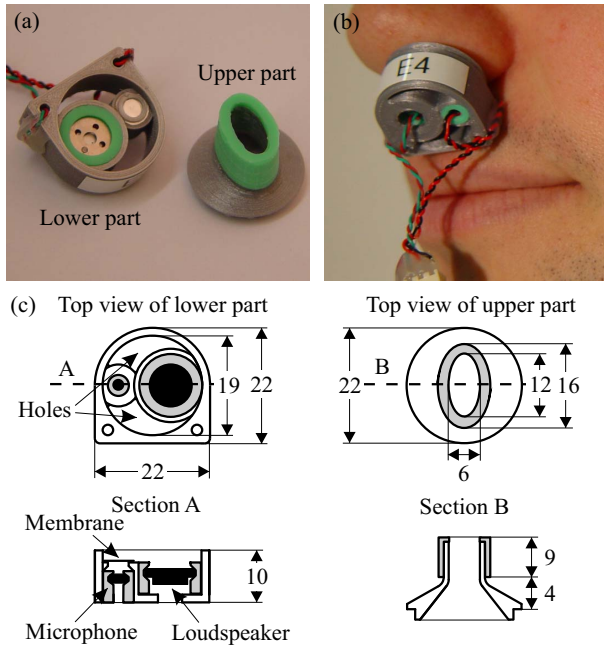 (a)
Upper part
Lower part
(b)
E4
(c)
Top view of lower part
A
Holes
19
22
22
Top view of upper part
22
B
12
16
6
Section A
Membrane
10
Microphone
Loudspeaker
Section B
9
4